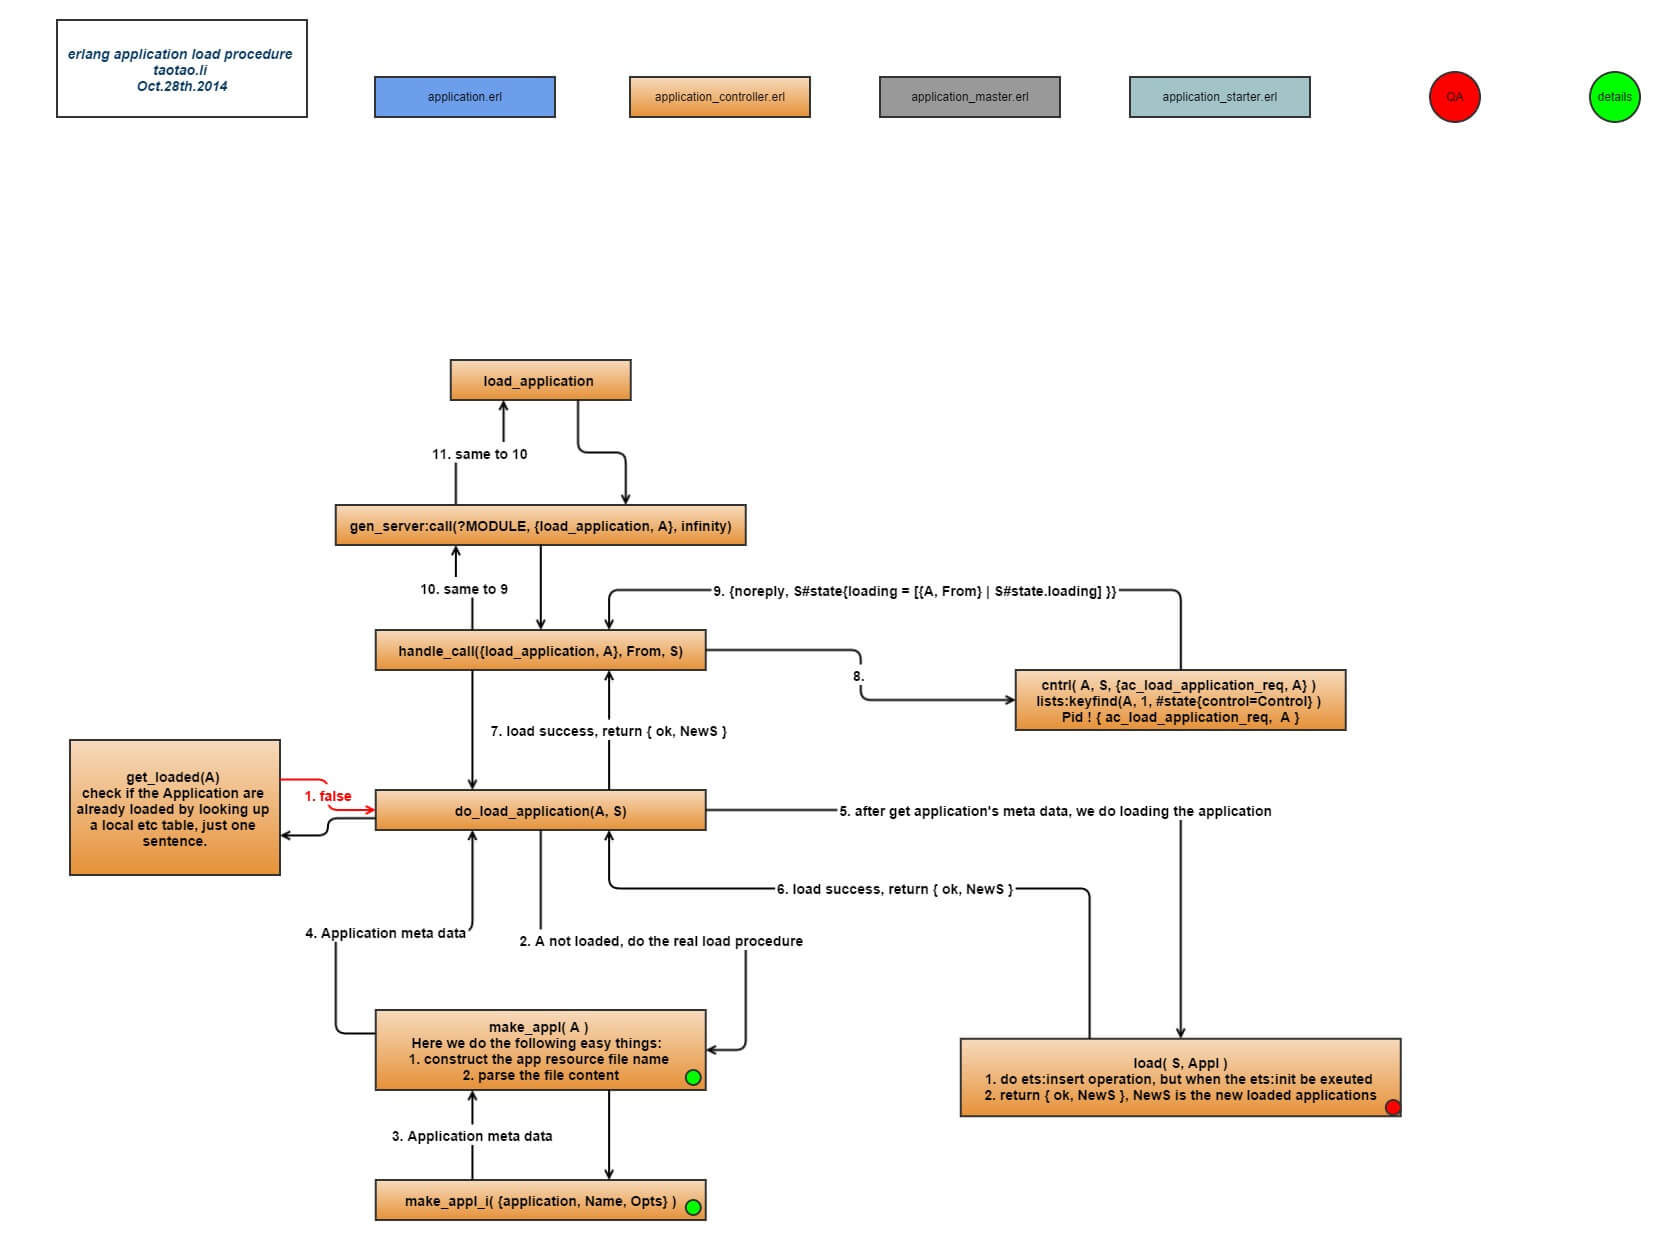 erlang application load procedure
taotao.li
Oct.28th.2014
application.erl
application_controller.erl
application_master.erl
application_starter.erl
QA
details
load_application
11. same to 10
gen_server:call(?MODULE, {load_application, A}, infinity)
10. same to 9
9. {noreply, S#state{loading = [{A, From} | S#state.loading] }}
handle_call({load_application, A}, From, S)
8.
cntrl( A, S, {ac_load_application_req, A} )
lists:keyfind(A, 1, #state{control=Control} )
Pid ! { ac_load_application_req, A }
7. load success, return { ok, NewS }
get_loaded(A)
check if the Application are
already loaded by looking up
a local etc table, just one
sentence.
1. false
do_load_application(A, S)
5. after get application's meta data, we do loading the application
6. load success, return { ok, NewS }
4. Application meta data
2. A not loaded, do the real load procedure
make_appl( A )
Here we do the following easy things:
1. construct the app resource file name
2. parse the file content
load( S, Appl )
1. do ets:insert operation, but when the ets:init be exeuted
2. return { ok, NewS }, NewS is the new loaded applications
3. Application meta data
make_appl_i( {application, Name, Opts} )